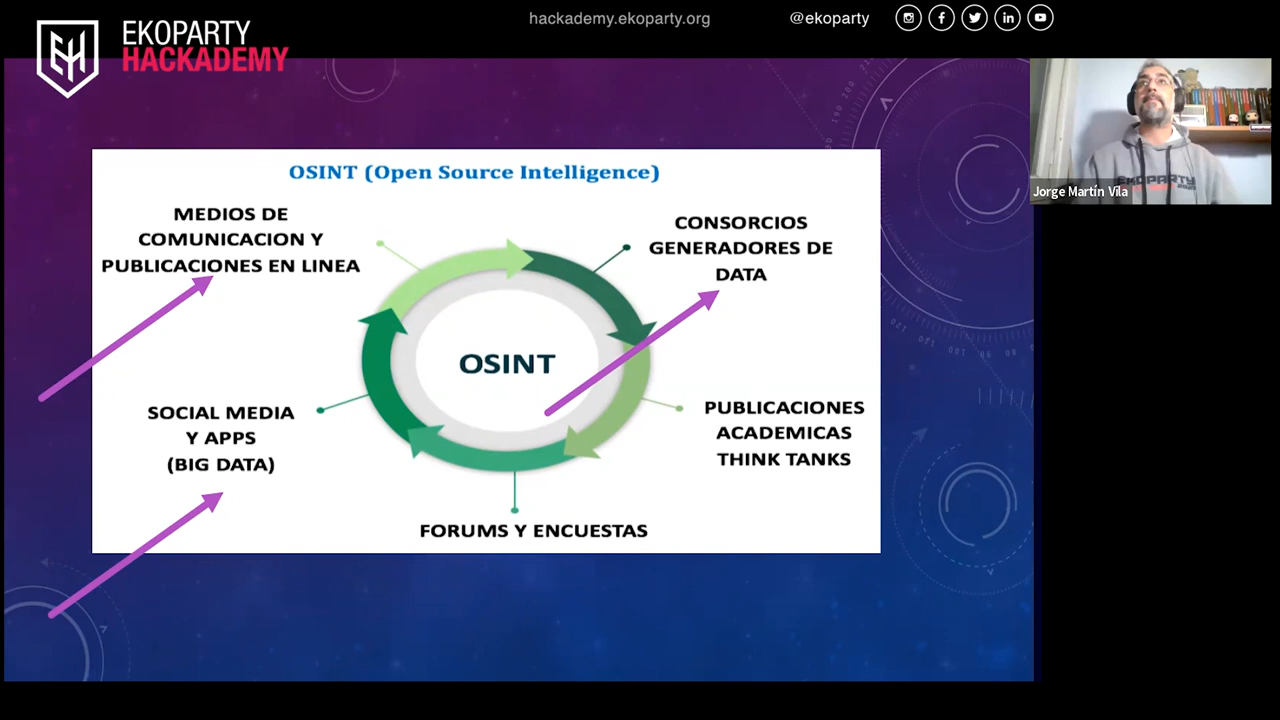 hackademy.ekoparty.org
@ekoparty
EKOPARTY
HACKADEMY
OSINT (Open Source Intelligence)
MEDIOS DE
COMUNICACION Y
PUBLICACIONES EN LINEA
CONSORCIOS
GENERADORES DE
DATA
OSINT
SOCIAL MEDIA
Y APPS
(BIG DATA)
PUBLICACIONES
ACADEMICAS
THINK TANKS
FORUMS Y ENCUESTAS
EKOPARTY
Jorge Martín Vila